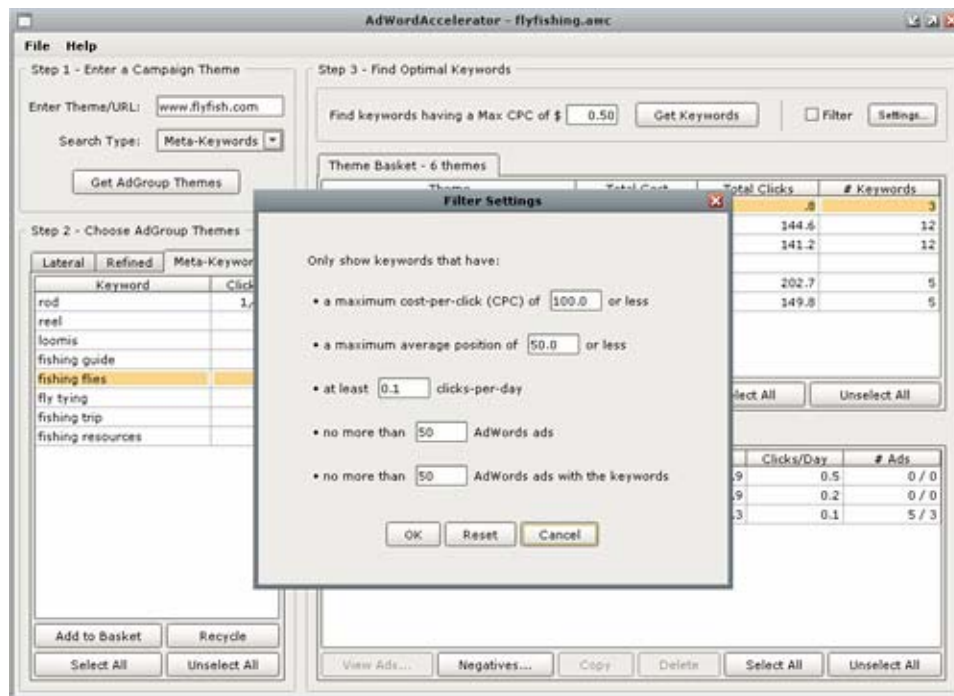 AdWordAccelerator - flyfishing.awc
File Help
Step 1 - Enter a Campaign Theme
Enter Theme/URL: www.flyfish.com
Search Type: Meta-Keywords
Get AdGroup Themes
Step 2 - Choose AdGroup Themes
Lateral Refined Meta-Keywor
Keyword Click
rod 1,
reel
loomis
fishing guide
fishing flies
fly tying
fishing trip
fishing resources
Add to Basket Recycle
Select All Unselect All
Step 3 - Find Optimal Keywords
Find keywords having a Max CPC of $ 0.50 Get Keywords Filter Settings...
Theme Basket - 6 themes
Theme Total Cost Total Clicks # Keywords
.8 3
144.6 12
141.2 12
202.7 5
149.8 5
lect All Unselect All
Clicks/Day # Ads
.9 0.5 0 / 0
.9 0.2 0 / 0
.3 0.1 5 / 3
View Ads... Negatives... Copy Delete Select All Unselect All
Filter Settings
Only show keywords that have:
• a maximum cost-per-click (CPC) of 100.0 or less
• a maximum average position of 50.0 or less
• at least 0.1 clicks-per-day
• no more than 50 AdWords ads
• no more than 50 AdWords ads with the keywords
OK Reset Cancel